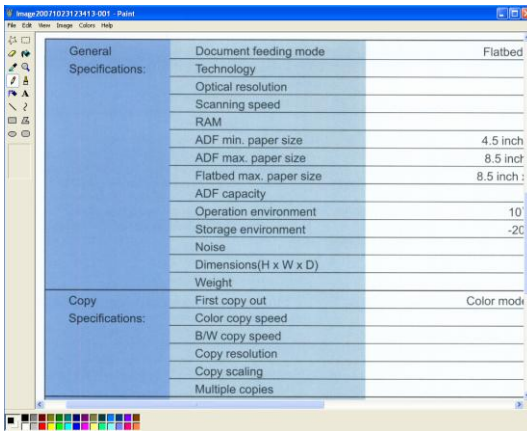 Image20071023123413-001 - Paint
File Edit View Image Colors Help
General Document feeding mode Flatbed
Specifications: Technology
Optical resolution
Scanning speed
RAM
ADF min. paper size 4.5 inch
ADF max. paper size 8.5 inch
Flatbed max. paper size 8.5 inch
ADF capacity
Operation environment 10
Storage environment -20
Noise
Dimensions(H x W x D)
Weight
Copy First copy out Color mode
Specifications: Color copy speed
B/W copy speed
Copy resolution
Copy scaling
Multiple copies